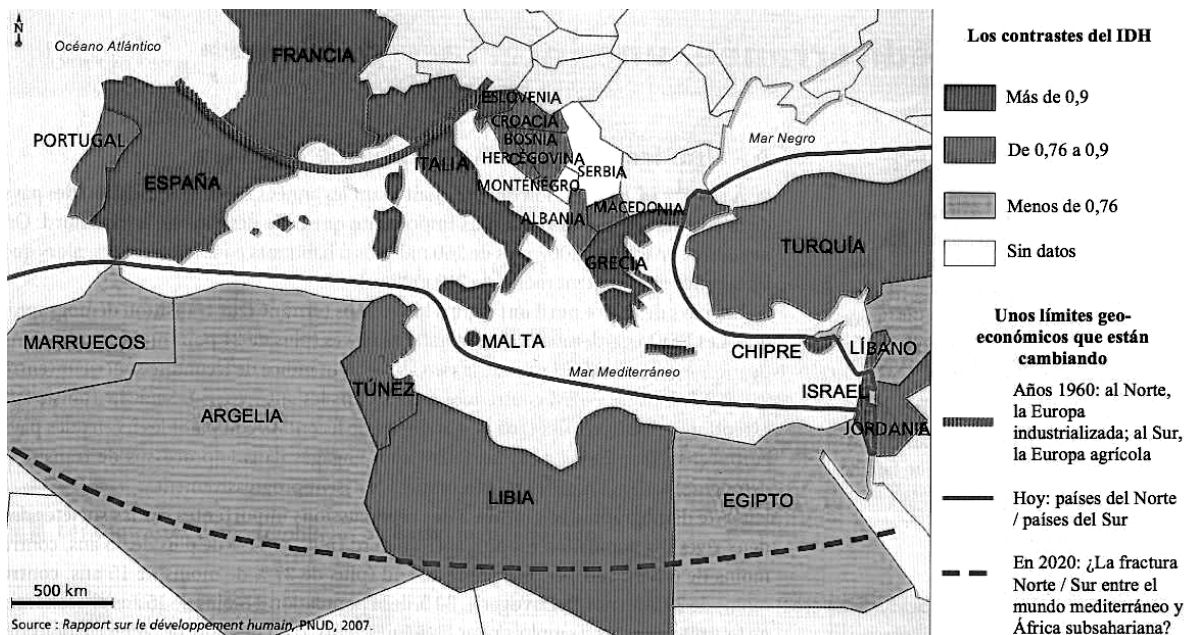 N
Océano Atlántico
FRANCIA
ESLOVENIA
CROACIA
BOSNIA
HERCEGOVINA
SERBIA
MONTENEGRO
ALBANIA
MACEDONIA
Mar Negro
PORTUGAL
ESPAÑA
ITALIA
GRECIA
TURQUÍA
MARRUECOS
ARGELIA
TÚNEZ
MALTA
Mar Mediterráneo
CHIPRE
LÍBANO
ISRAEL
JORDANIA
LIBIA
EGIPTO
500 km
Source : Rapport sur le développement humain, PNUD, 2007.
Los contrastes del IDH
Más de 0,9
De 0,76 a 0,9
Menos de 0,76
Sin datos
Unos límites geo-
económicos que están
cambiando
Años 1960: al Norte,
la Europa
industrializada; al Sur,
la Europa agrícola
Hoy: países del Norte
/ países del Sur
En 2020: ¿La fractura
Norte / Sur entre el
mundo mediterráneo y
África subsahariana?